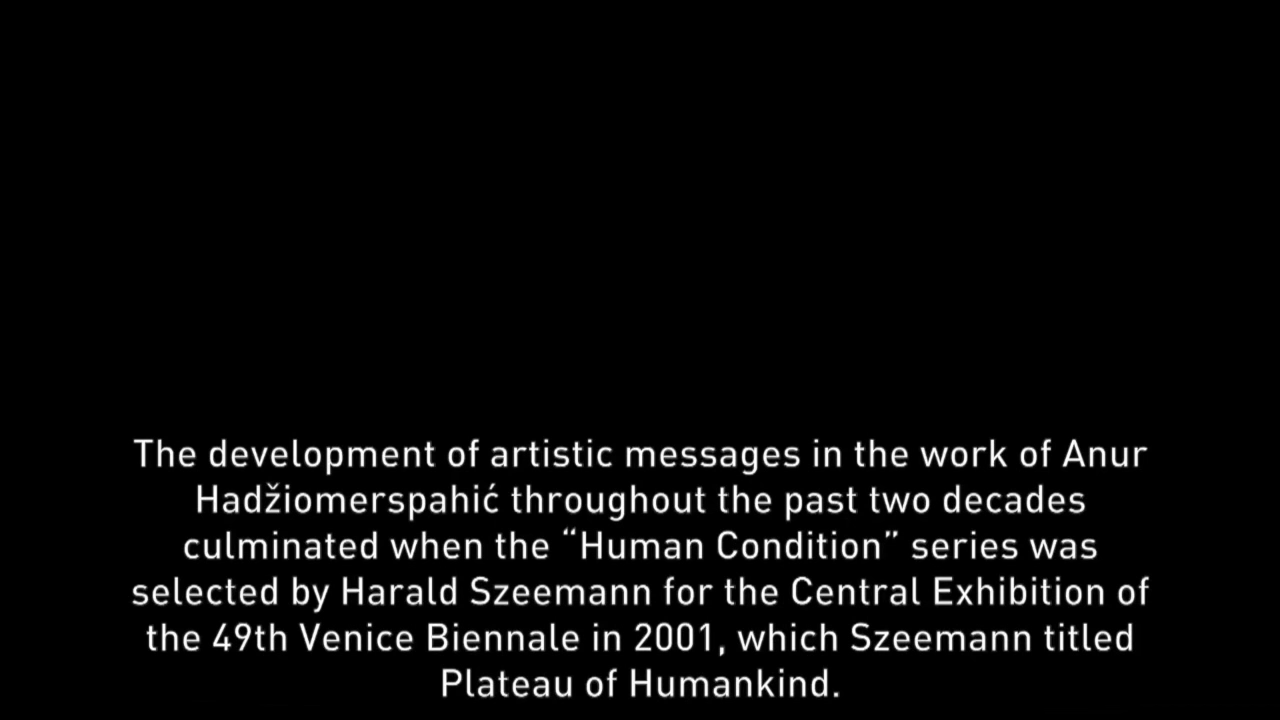 The development of artistic messages in the work of Anur
Hadžiomerspahić throughout the past two decades
culminated when the “Human Condition” series was
selected by Harald Szeemann for the Central Exhibition of
the 49th Venice Biennale in 2001, which Szeemann titled
Plateau of Humankind.